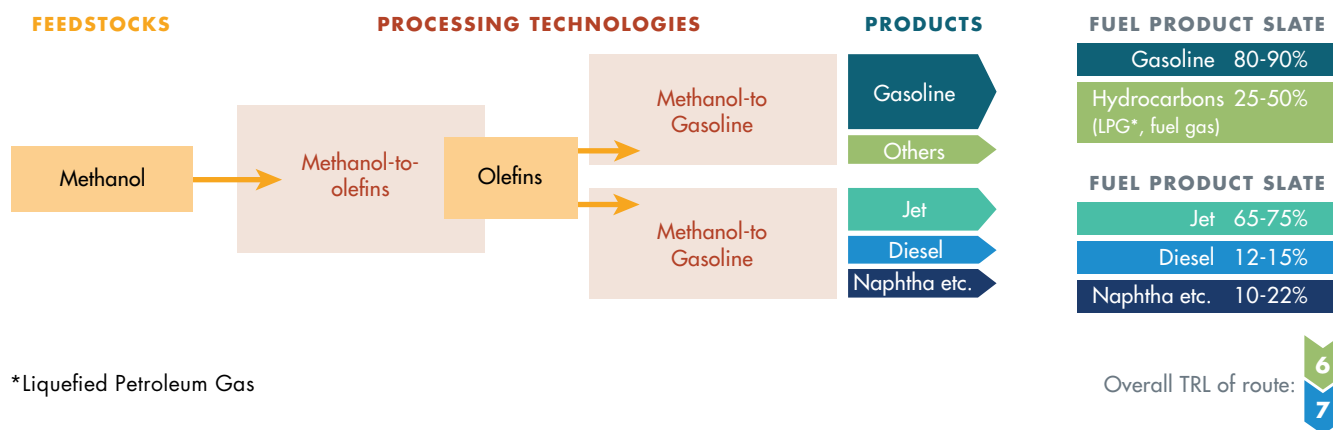 FEEDSTOCKS
PROCESSING TECHNOLOGIES
PRODUCTS
FUEL PRODUCT SLATE
Methanol
Methanol-to-
olefins
Olefins
Methanol-to
Gasoline
Methanol-to
Gasoline
Gasoline
Others
Jet
Diesel
Naphtha etc.
Gasoline 80-90%
Hydrocarbons 25-50%
(LPG*, fuel gas)
FUEL PRODUCT SLATE
Jet 65-75%
Diesel 12-15%
Naphtha etc. 10-22%
*Liquefied Petroleum Gas
Overall TRL of route:
6
7